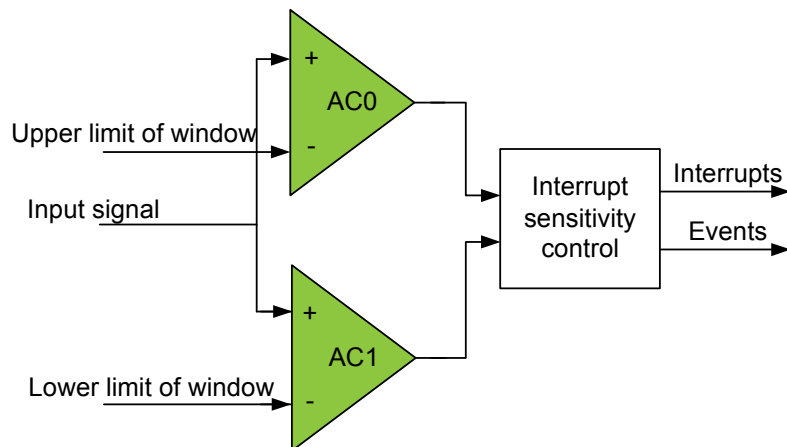 +
AC0
-
Upper limit of window
Input signal
Interrupt
sensitivity
control
Interrupts
Events
+
AC1
-
Lower limit of window